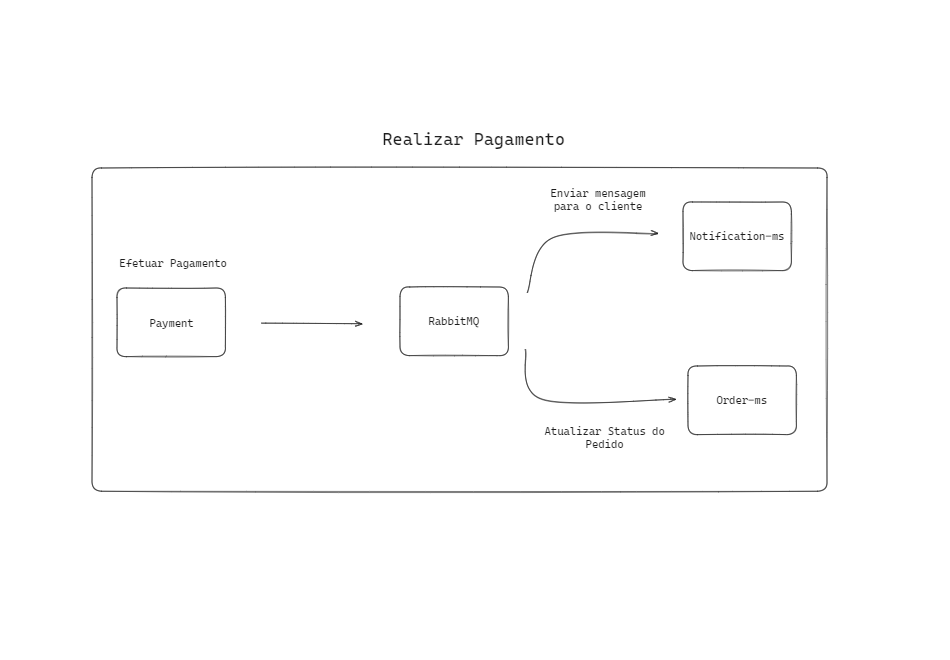 Realizar Pagamento
Enviar mensagem
para o cliente
Notification-ms
Efetuar Pagamento
Payment
RabbitMQ
Order-ms
Atualizar Status do
Pedido